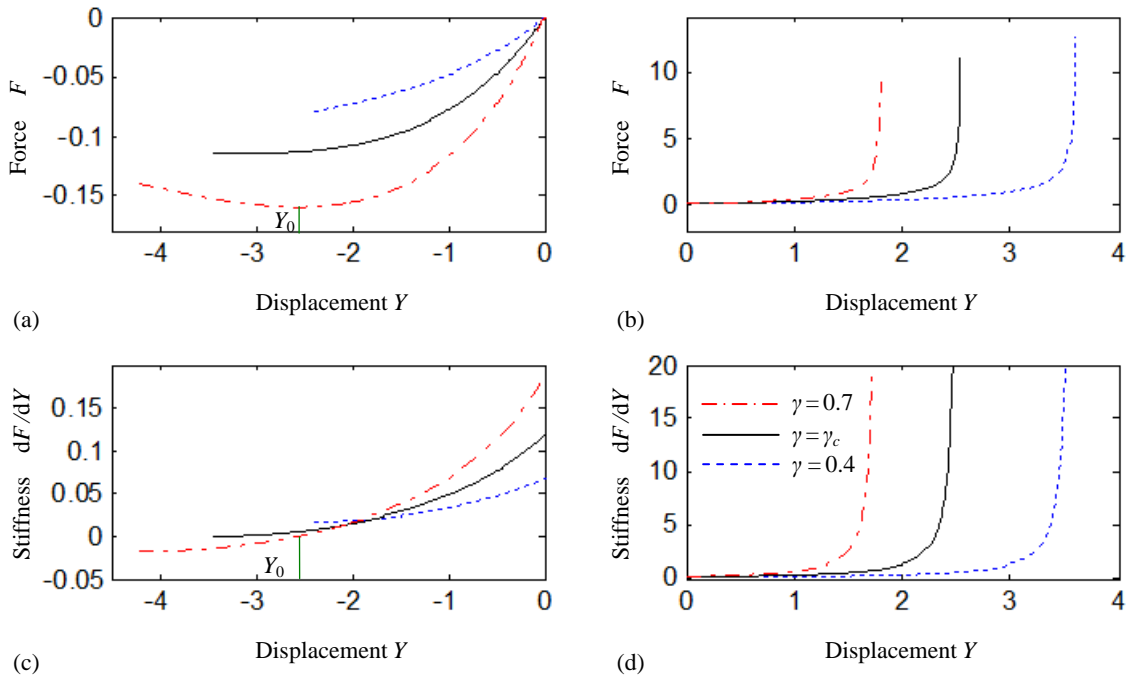 0
-0.05
-0.1
-0.15
Force F
Y0
-4 -3 -2 -1 0
Displacement Y
(a)
10
5
0
Force F
0 1 2 3 4
Displacement Y
(b)
0.15
0.1
0.05
0
-0.05
Stiffness dF/dY
Y0
-4 -3 -2 -1 0
Displacement Y
(c)
20
15
10
5
0
Stiffness dF/dY
γ = 0.7
γ = γc
γ = 0.4
0 1 2 3 4
Displacement Y
(d)